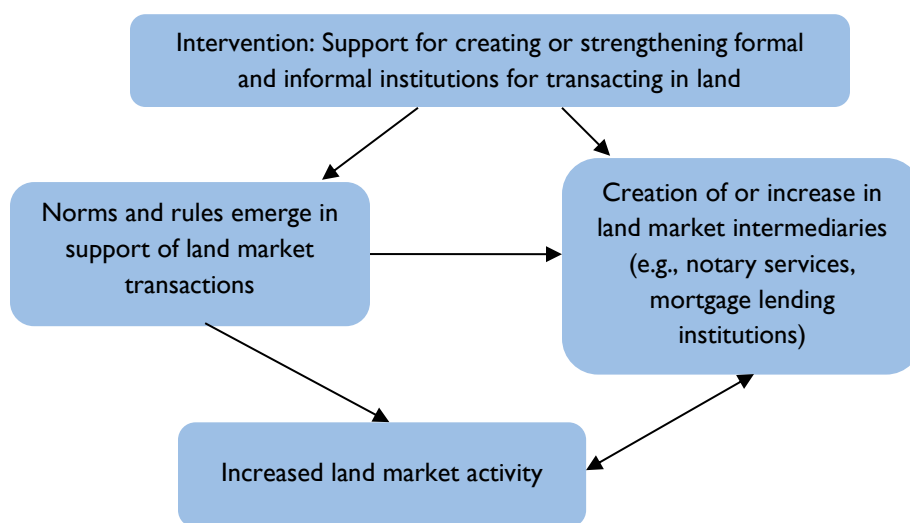 Intervention: Support for creating or strengthening formal
and informal institutions for transacting in land
Norms and rules emerge in
support of land market
transactions
Creation of or increase in
land market intermediaries
(e.g., notary services,
mortgage lending
institutions)
Increased land market activity